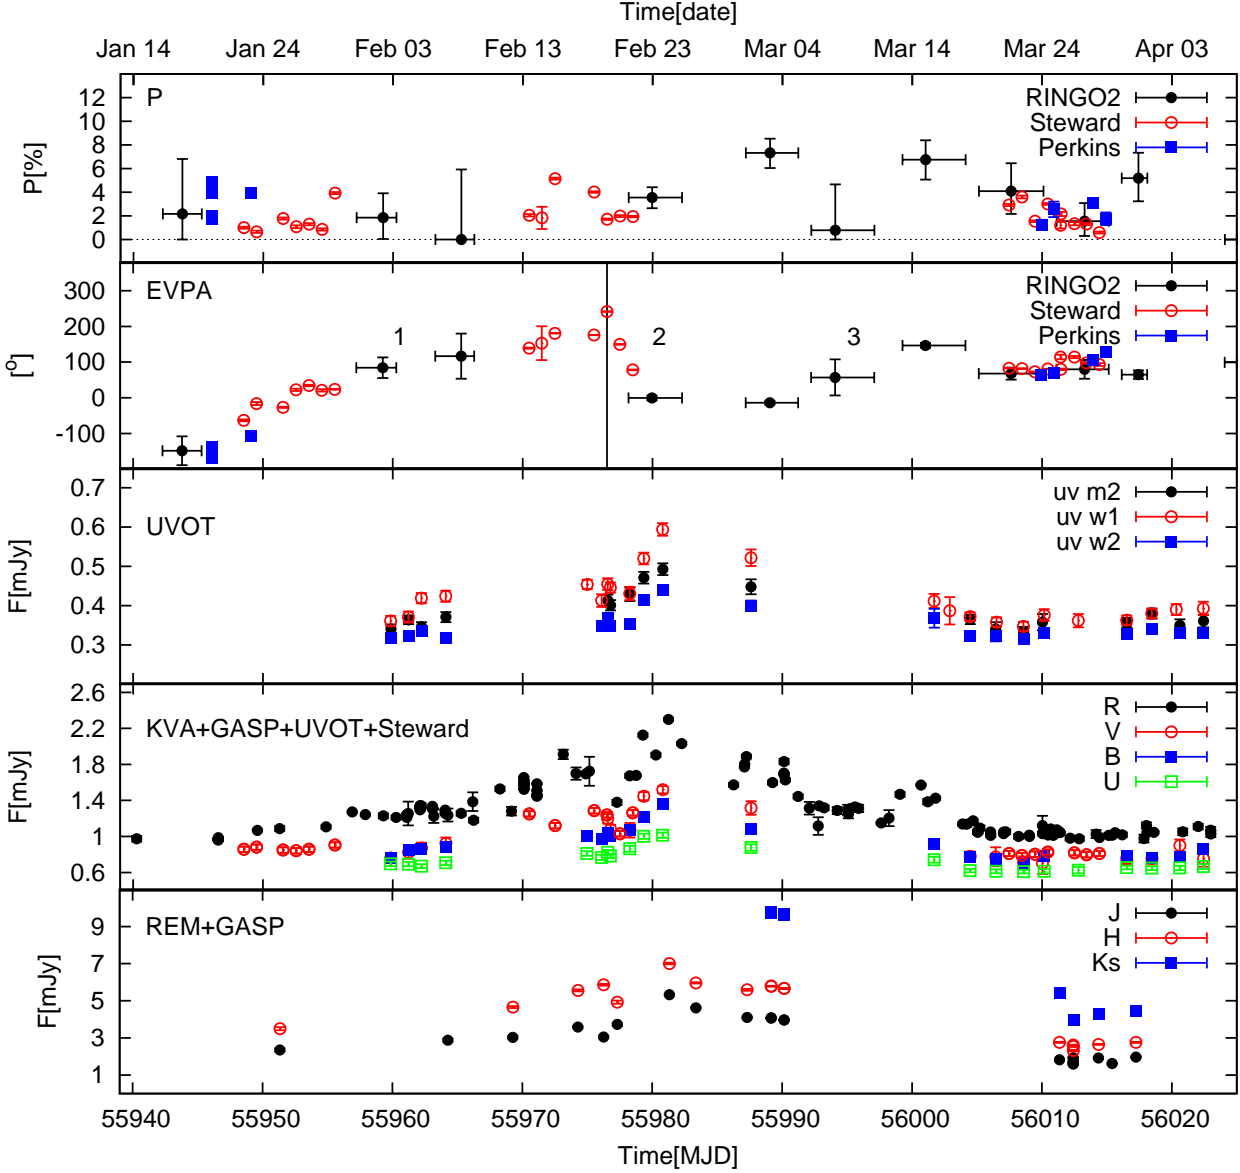 Time[date]
Jan 14 Jan 24 Feb 03 Feb 13 Feb 23 Mar 04 Mar 14 Mar 24 Apr 03
P
RINGO2
Steward
Perkins
12
10
8
6
4
2
0
P[%]
EVPA
RINGO2
Steward
Perkins
1
2
3
300
200
100
0
-100
[o]
UVOT
uv m2
uv w1
uv w2
0.7
0.6
0.5
0.4
0.3
F[mJy]
KVA+GASP+UVOT+Steward
R
V
B
U
2.6
2.2
1.8
1.4
1
0.6
F[mJy]
REM+GASP
J
H
Ks
9
7
5
3
1
F[mJy]
55940 55950 55960 55970 55980 55990 56000 56010 56020
Time[MJD]